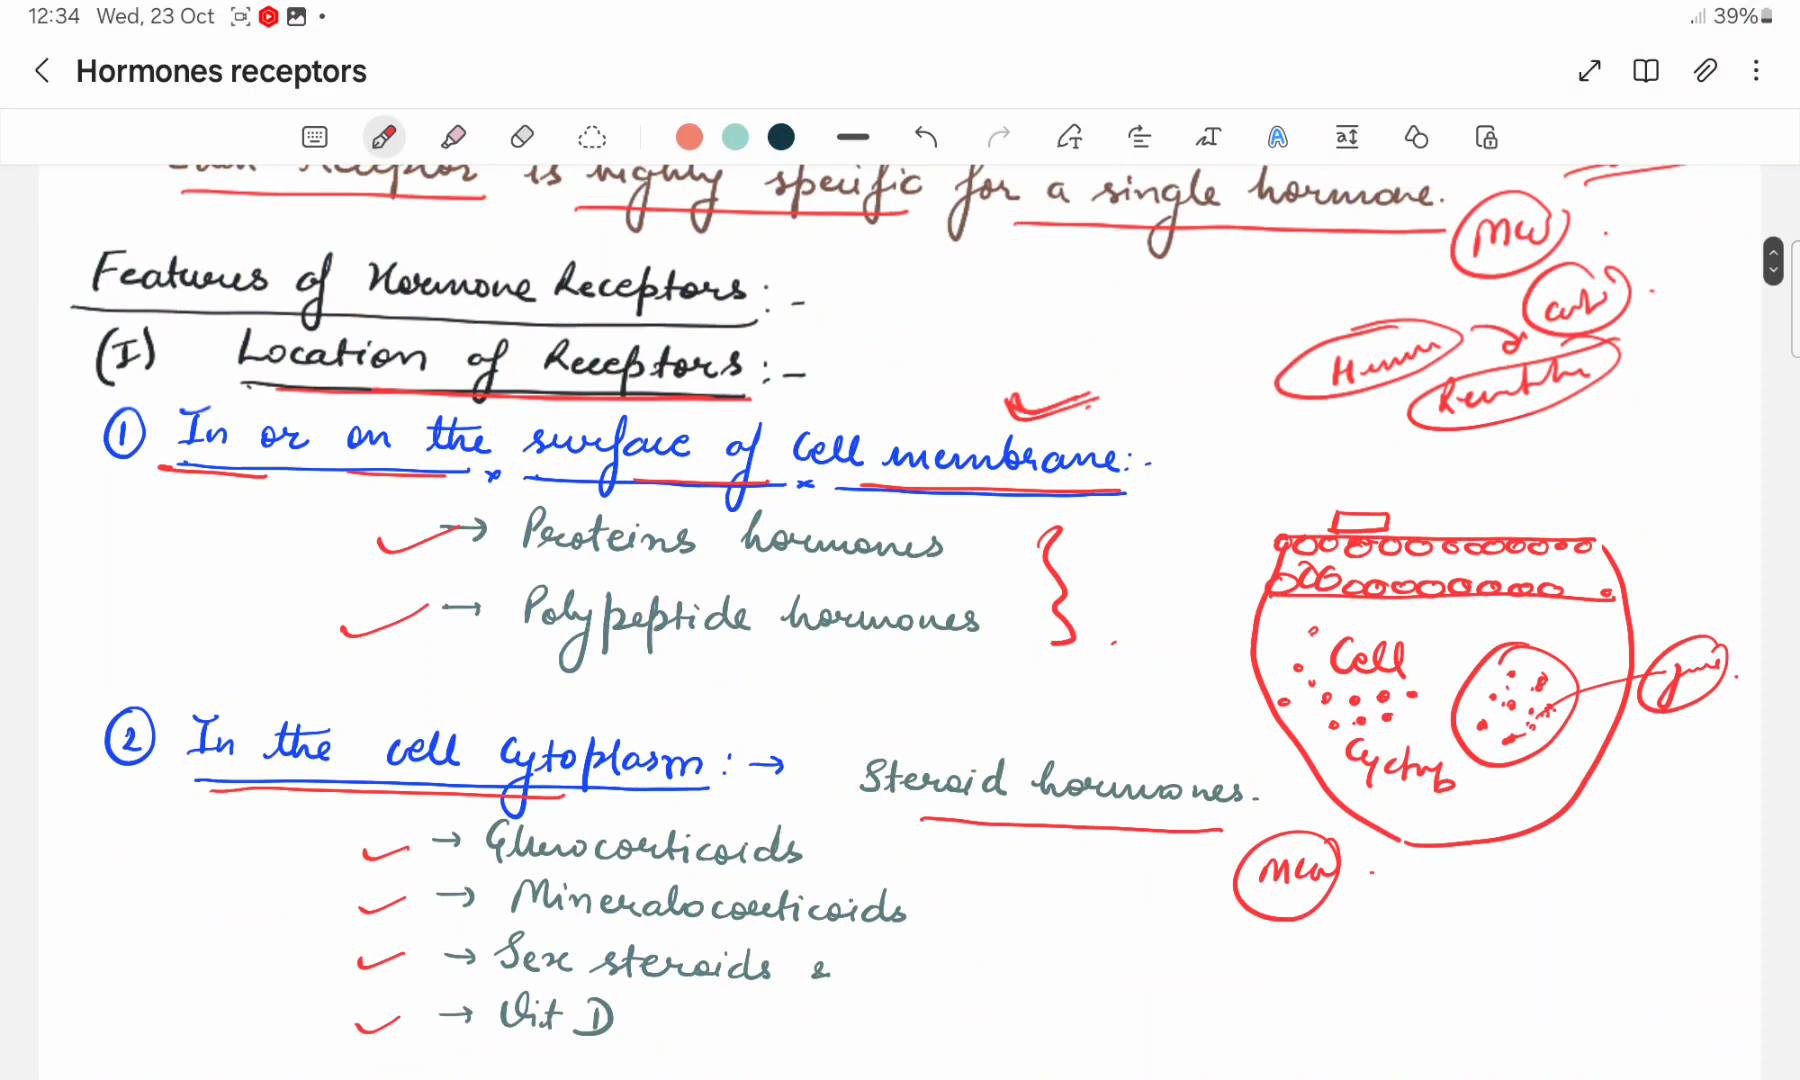 12:34 Wed, 23 Oct
39%
Hormones receptors
is highly specific for a single hormone.
Features of Hormone Receptors:-
(I) Location of Receptors:-
① In or on the surface of Cell membrane:-
→ Proteins hormones
→ Polypeptide hormones
Cell
② In the cell cytoplasm:→ Steroid hormones.
→ Glucocorticoids
→ Mineralocorticoids
→ Sex steroids &
→ Vit D